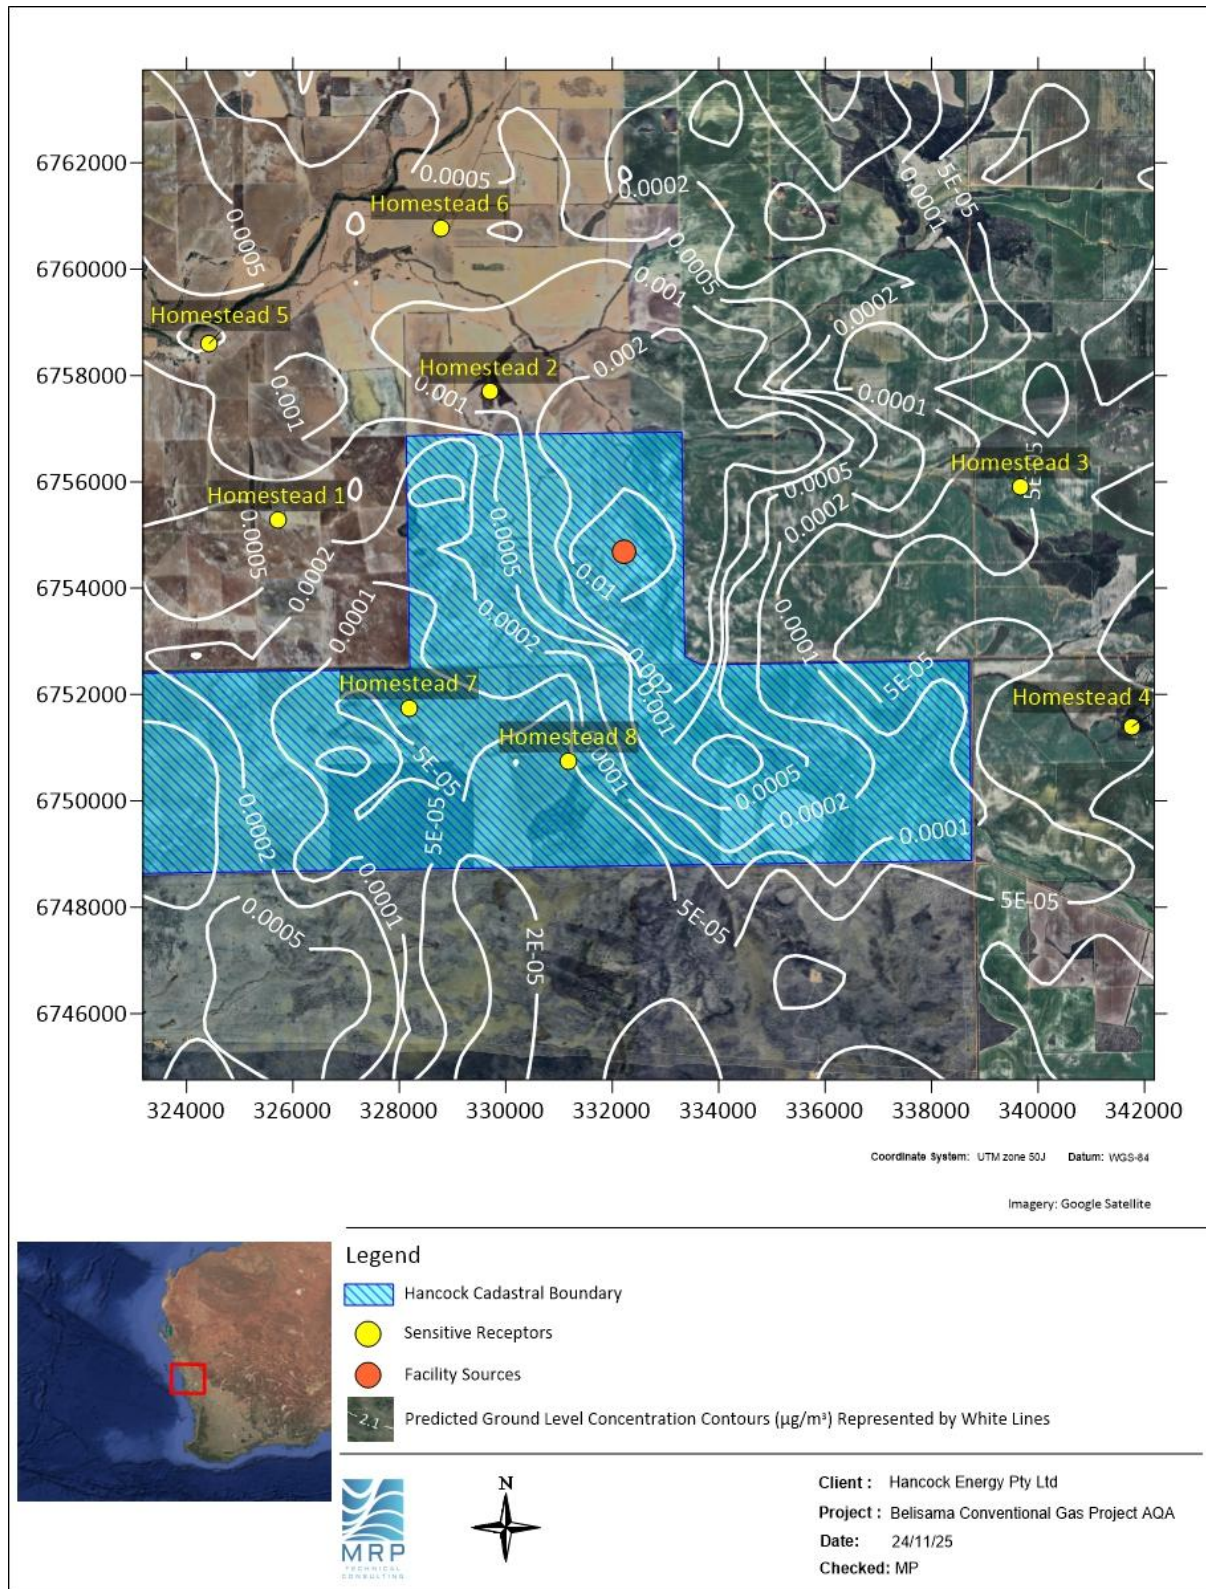 6762000
6760000
6758000
6756000
6754000
6752000
6750000
6748000
6746000
324000 326000 328000 330000 332000 334000 336000 338000 340000 342000
0.0005
0.0002
5E-05
0.0001
Homestead 6
0.0005
0.0005
0.001
0.0002
Homestead 5
0.002
Homestead 2
0.001
0.001
0.0001
Homestead 3
5E-05
0.0005
Homestead 1
0.0002
0.0005
0.0005
0.0002
0.01
0.0001
0.0002
0.0001
0.002
5E-05
Homestead 7
0.001
Homestead 4
Homestead 8
5E-05
0.0001
0.0005
0.0002
5E-05
0.0002
0.0001
0.0001
0.0005
5E-05
5E-05
2E-05
Coordinate System: UTM zone 50J Datum: WGS-84
Imagery: Google Satellite
Legend
Hancock Cadastral Boundary
Sensitive Receptors
Facility Sources
2.1
Predicted Ground Level Concentration Contours (µg/m³) Represented by White Lines
N
MRP
TECHNICAL
CONSULTING
Client : Hancock Energy Pty Ltd
Project : Belisama Conventional Gas Project AQA
Date: 24/11/25
Checked: MP